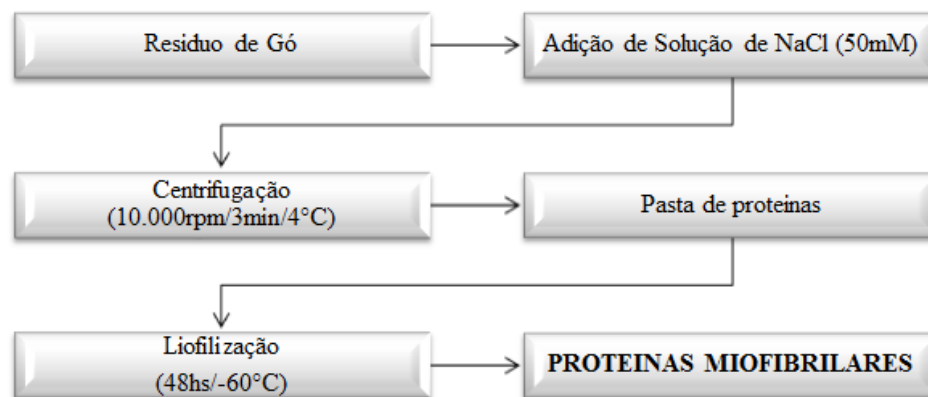 Resíduo de Gó
Adição de Solução de NaCl (50mM)
Centrifugação
(10.000rpm/3min/4°C)
Pasta de proteinas
Liofilização
(48hs/-60°C)
PROTEINAS MIOFIBRILARES